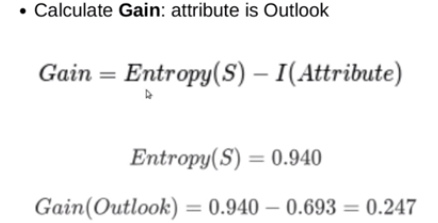 • Calculate Gain: attribute is Outlook
Gain = Entropy(S) − I(Attribute)
Entropy(S) = 0.940
Gain(Outlook) = 0.940 − 0.693 = 0.247